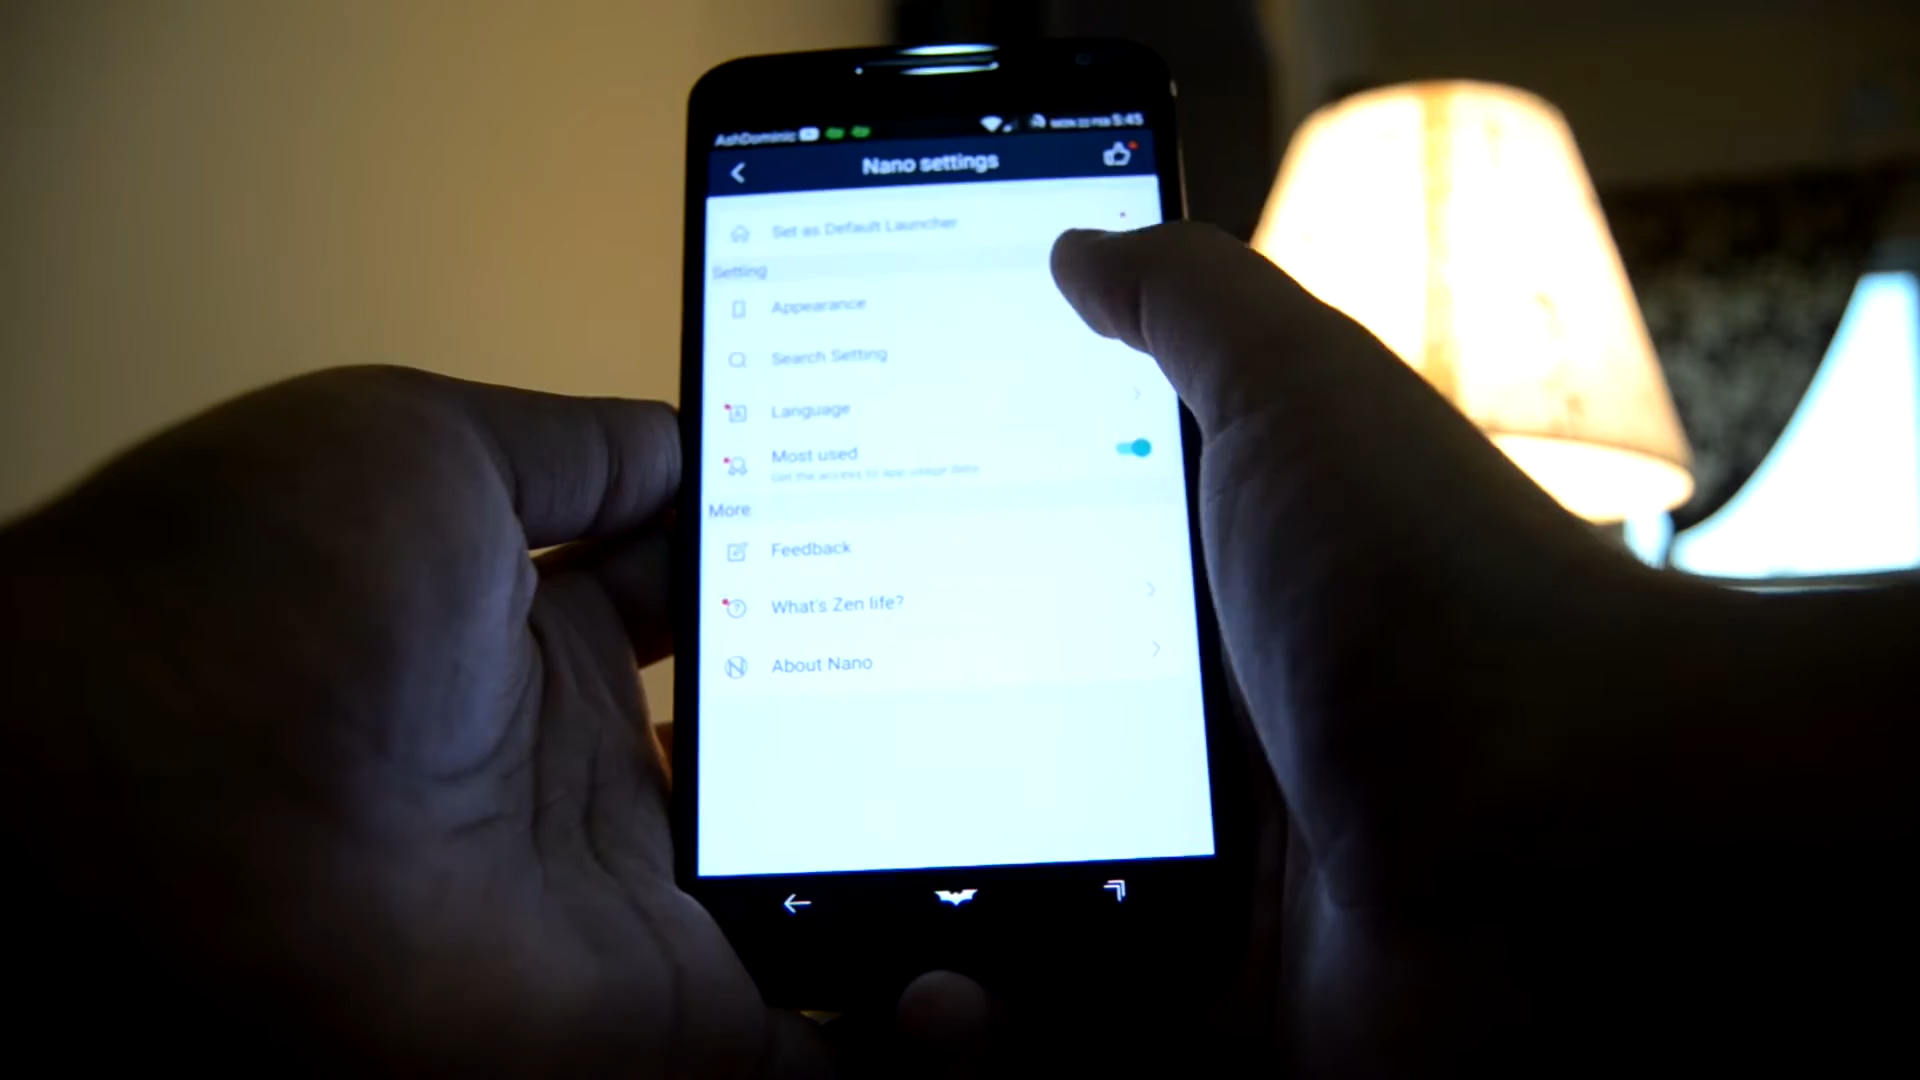 AshDominic MON 22 FEB 5:45
Nano settings
Set as Default Launcher
Setting
Appearance
Search Setting
Language
Most used
Get the access to app usage data
More
Feedback
What's Zen life?
About Nano